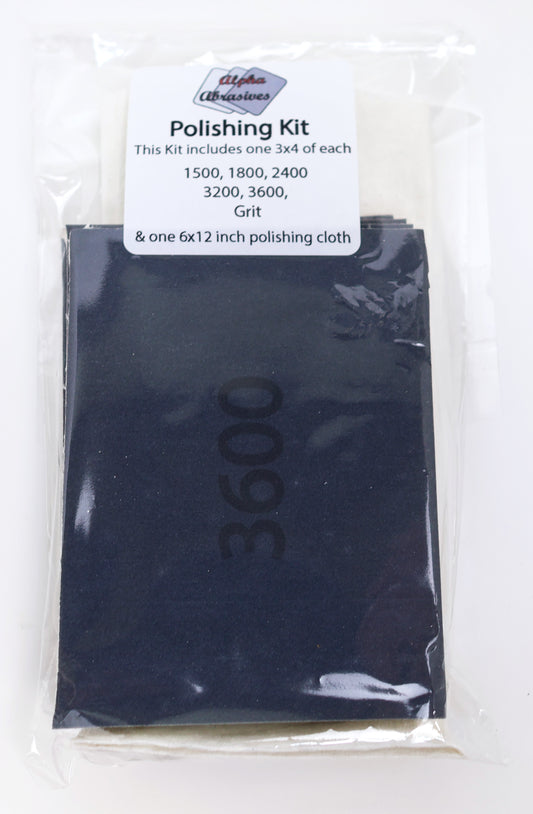 Alpha
Abrasives
Polishing Kit
This Kit includes one 3x4 of each
1500, 1800, 2400
3200, 3600,
Grit
& one 6x12 inch polishing cloth
3600